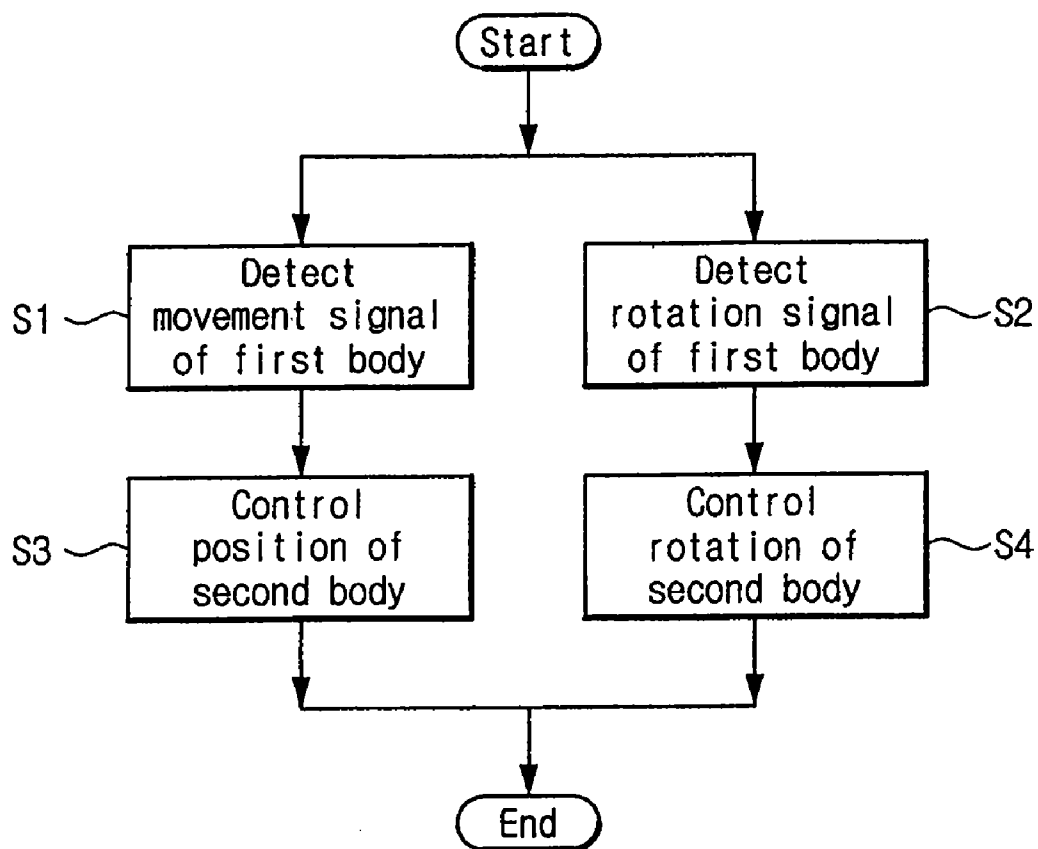 Start
S1
Detect
movement signal
of first body
Detect
rotation signal
of first body
S2
S3
Control
position of
second body
Control
rotation of
second body
S4
End